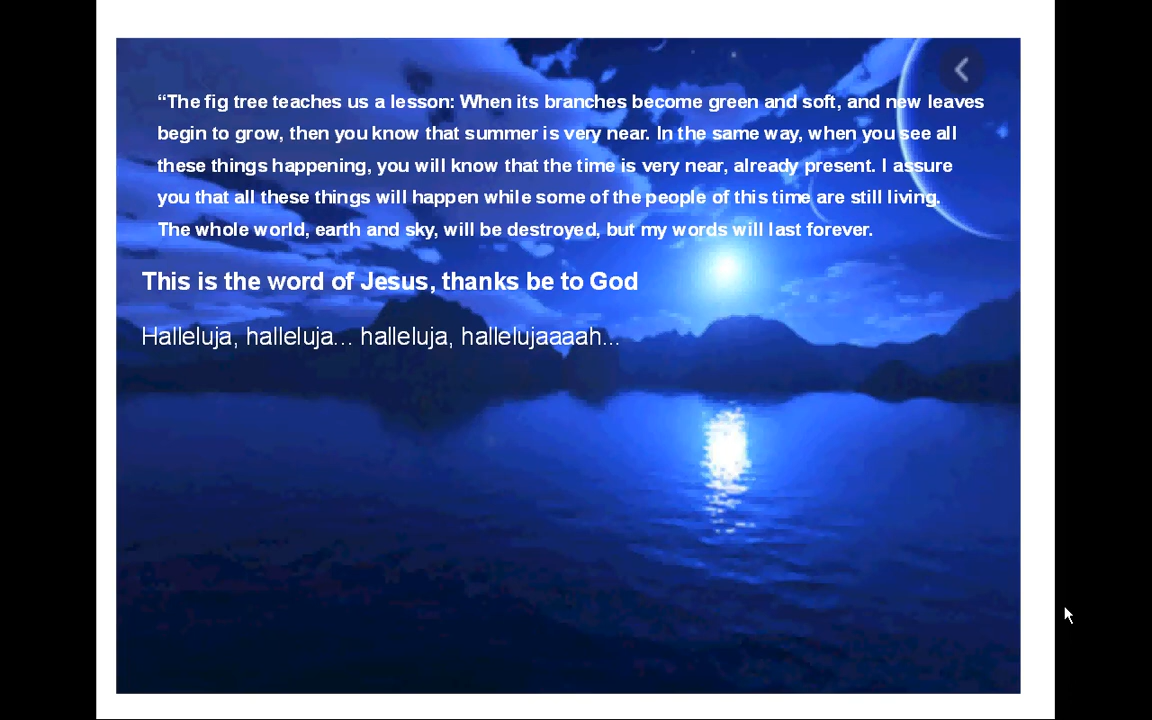 “The fig tree teaches us a lesson: When its branches become green and soft, and new leaves
begin to grow, then you know that summer is very near. In the same way, when you see all
these things happening, you will know that the time is very near, already present. I assure
you that all these things will happen while some of the people of this time are still living.
The whole world, earth and sky, will be destroyed, but my words will last forever.
This is the word of Jesus, thanks be to God
Halleluja, halleluja... halleluja, hallelujaaaah...